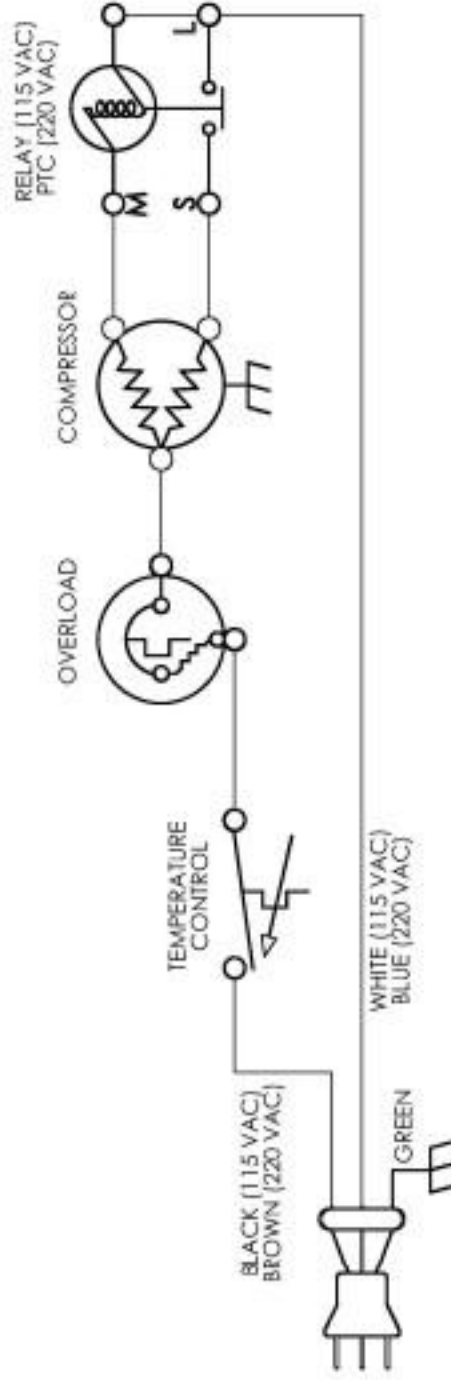 RELAY (115 VAC)
PTC (220 VAC)
L
M
S
COMPRESSOR
OVERLOAD
TEMPERATURE
CONTROL
WHITE (115 VAC)
BLUE (220 VAC)
BLACK (115 VAC)
BROWN (220 VAC)
GREEN